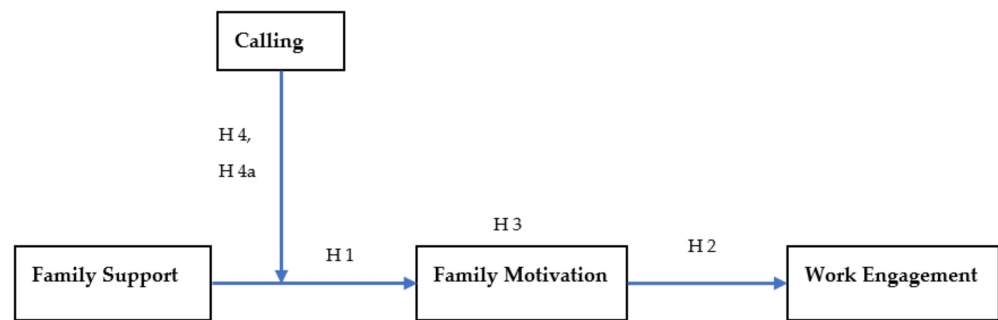 Calling
H 4,
H 4a
H 3
H 1
H 2
Family Support
Family Motivation
Work Engagement